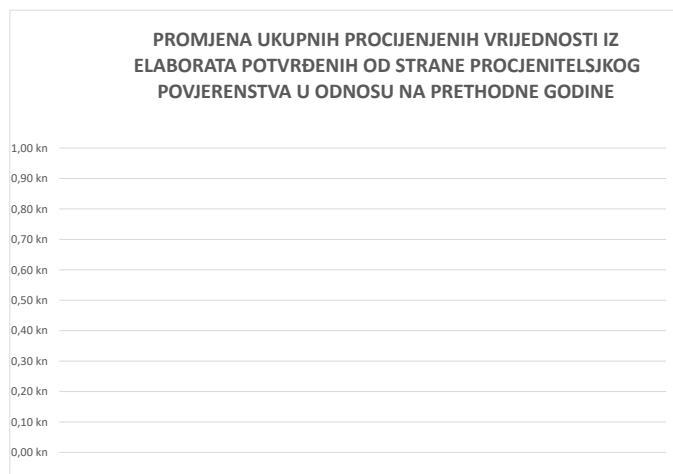 PROMJENA UKUPNIH PROCIJENJENIH VRIJEDNOSTI IZ
ELABORATA POTVRĐENIH OD STRANE PROCJENITELSJKOG
POVJERENSTVA U ODNOSU NA PRETHODNE GODINE
1,00 kn
0,90 kn
0,80 kn
0,70 kn
0,60 kn
0,50 kn
0,40 kn
0,30 kn
0,20 kn
0,10 kn
0,00 kn